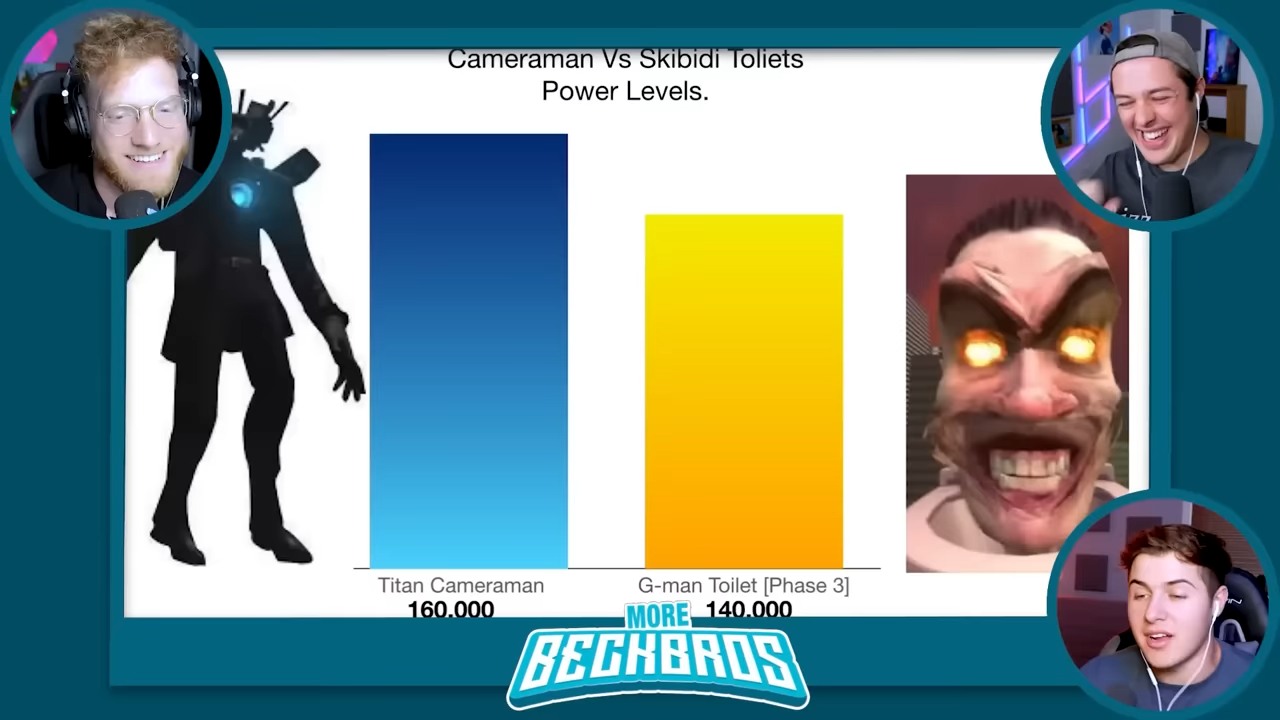 Cameraman Vs Skibidi Toliets
Power Levels.
Titan Cameraman
160,000
G-man Toilet [Phase 3]
140,000
MORE
BECKBROS